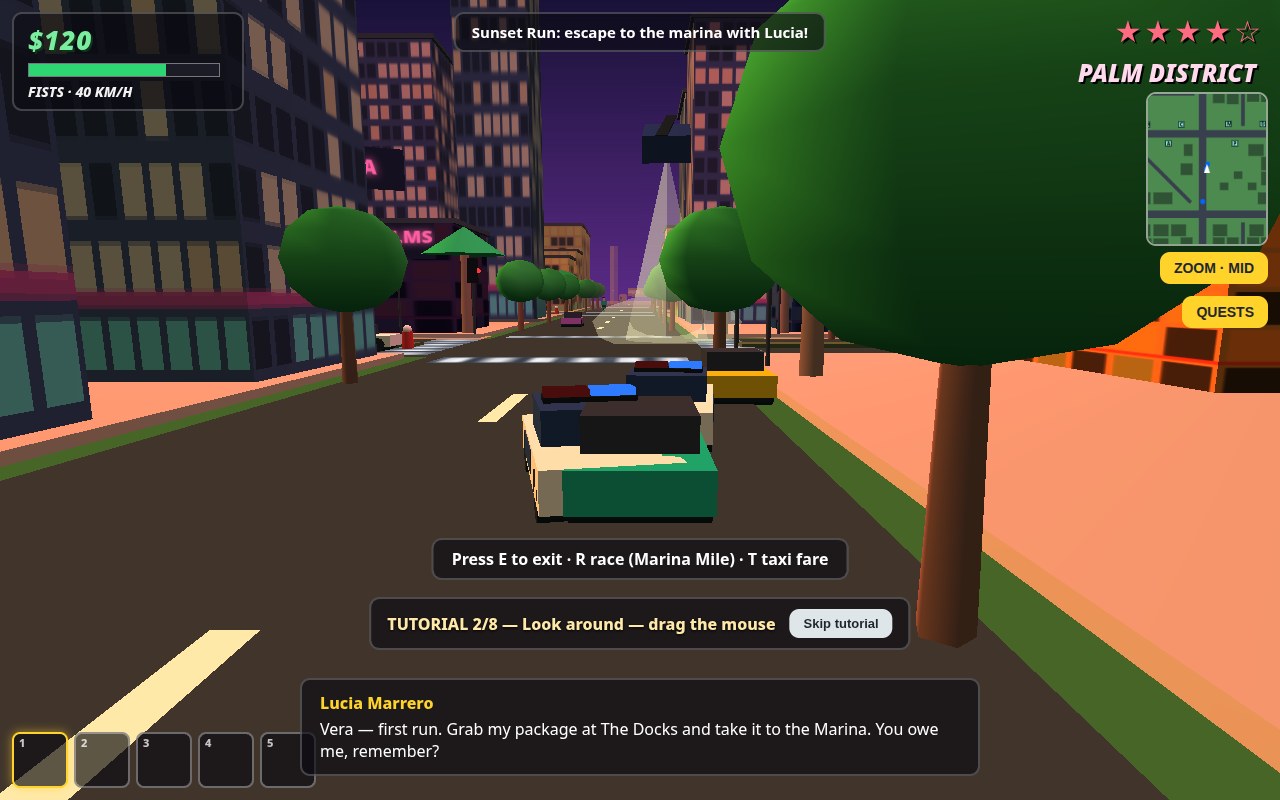 $120
FISTS · 40 KM/H
Sunset Run: escape to the marina with Lucia!
★★★★☆
PALM DISTRICT
ZOOM · MID
QUESTS
A
LMS
Press E to exit · R race (Marina Mile) · T taxi fare
TUTORIAL 2/8 — Look around — drag the mouse
Skip tutorial
Lucia Marrero
Vera — first run. Grab my package at The Docks and take it to the Marina. You owe
me, remember?
1 2 3 4 5